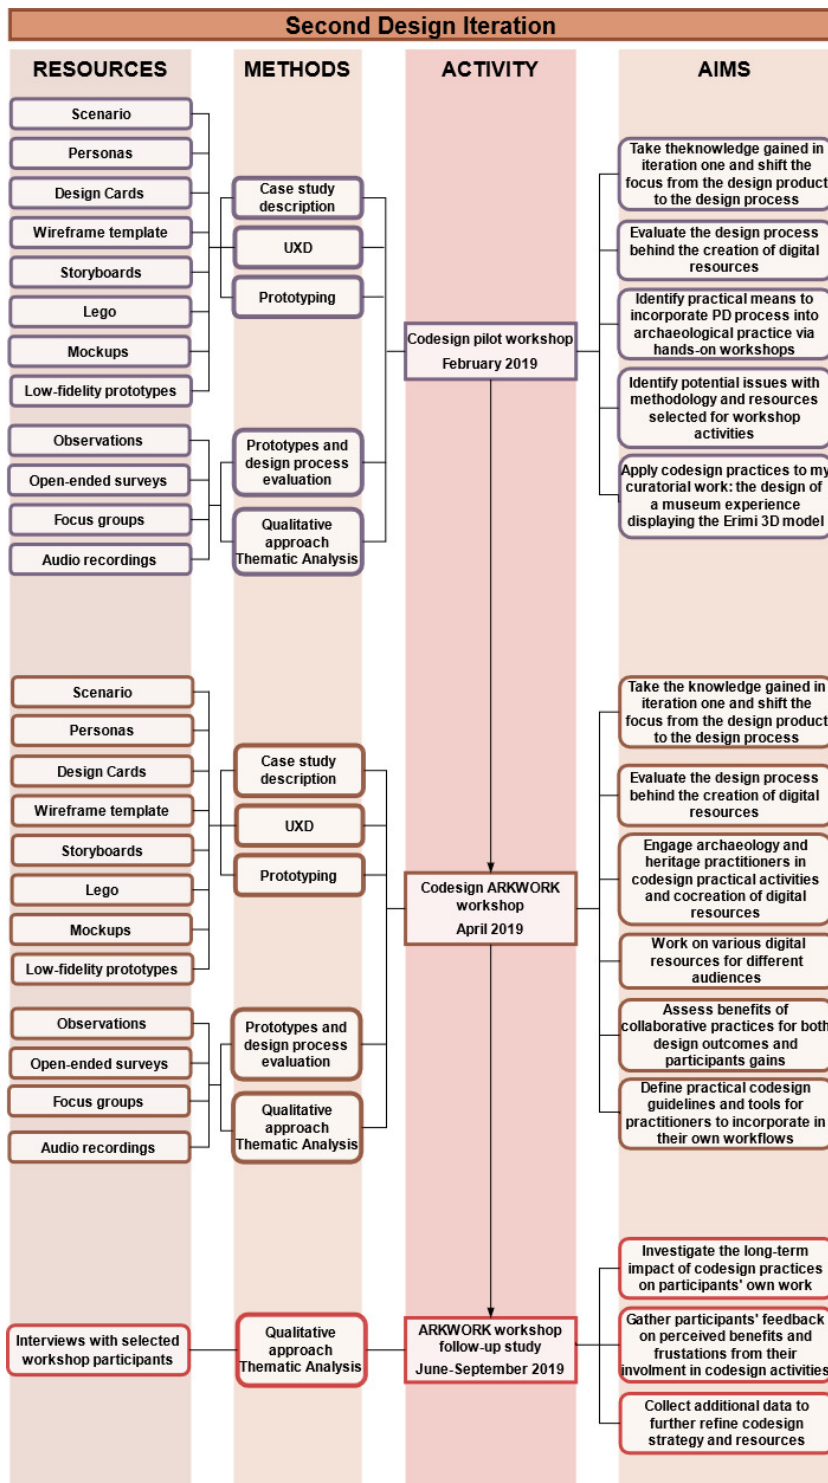 Second Design Iteration
RESOURCES
METHODS
ACTIVITY
AIMS
Scenario
Personas
Design Cards
Wireframe template
Storyboards
Lego
Mockups
Low-fidelity prototypes
Observations
Open-ended surveys
Focus groups
Audio recordings
Case study
description
UXD
Prototyping
Prototypes and
design process
evaluation
Qualitative
approach
Thematic Analysis
Codesign pilot workshop
February 2019
Take theknowledge gained in
iteration one and shift the
focus from the design product
to the design process
Evaluate the design process
behind the creation of digital
resources
Identify practical means to
incorporate PD process into
archaeological practice via
hands-on workshops
Identify potential issues with
methodology and resources
selected for workshop
activities
Apply codesign practices to my
curatorial work: the design of
a museum experience
displaying the Erimi 3D model
Scenario
Personas
Design Cards
Wireframe template
Storyboards
Lego
Mockups
Low-fidelity prototypes
Observations
Open-ended surveys
Focus groups
Audio recordings
Case study
description
UXD
Prototyping
Prototypes and
design process
evaluation
Qualitative
approach
Thematic Analysis
Codesign ARKWORK
workshop
April 2019
Take the knowledge gained in
iteration one and shift the
focus from the design product
to the design process
Evaluate the design process
behind the creation of digital
resources
Engage archaeology and
heritage practitioners in
codesign practical activities
and cocreation of digital
resources
Work on various digital
resources for different
audiences
Assess benefits of
collaborative practices for both
design outcomes and
participants gains
Define practical codesign
guidelines and tools for
practitioners to incorporate in
their own workflows
Interviews with selected
workshop participants
Qualitative
approach
Thematic Analysis
ARKWORK workshop
follow-up study
June-September 2019
Investigate the long-term
impact of codesign practices
on participants' own work
Gather participants' feedback
on perceived benefits and
frustations from their
involment in codesign activities
Collect additional data to
further refine codesign
strategy and resources